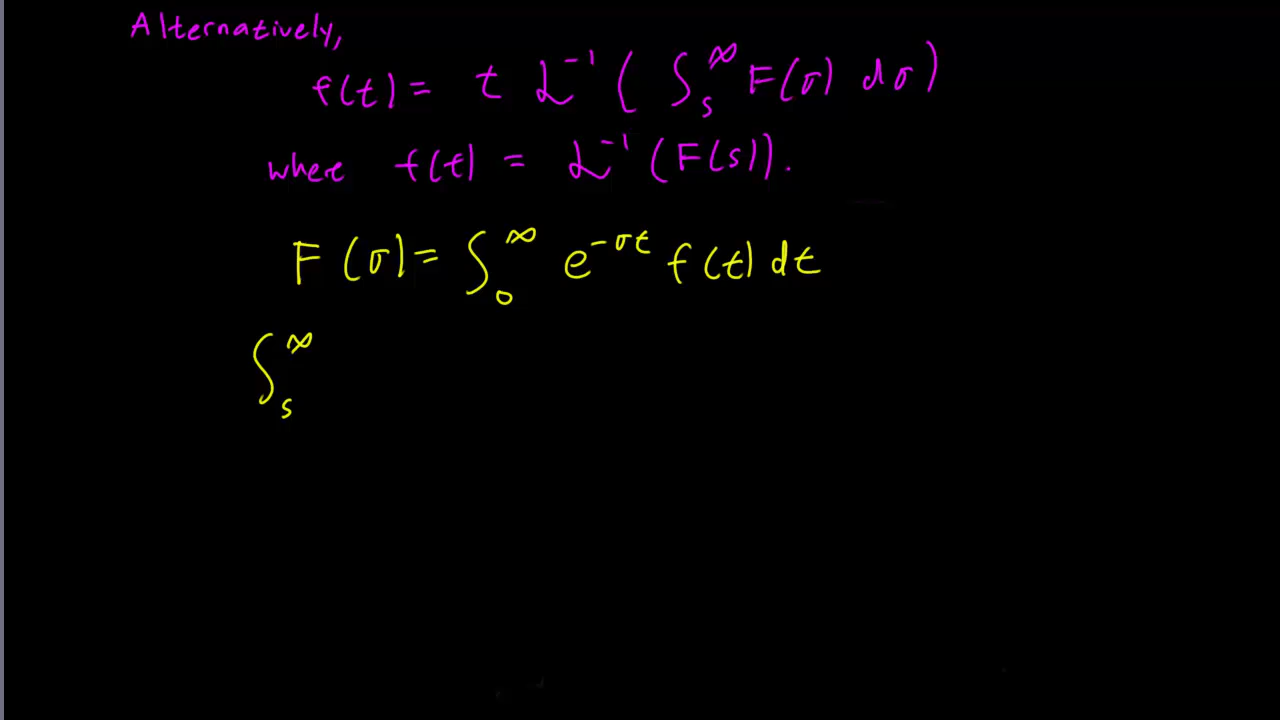 Alternatively,
f(t) = t ℒ⁻¹ ( ∫ₛ^∞ F(σ) dσ )
where f(t) = ℒ⁻¹ (F(s)).
F(σ) = ∫₀^∞ e^{-σt} f(t) dt
∫ₛ^∞